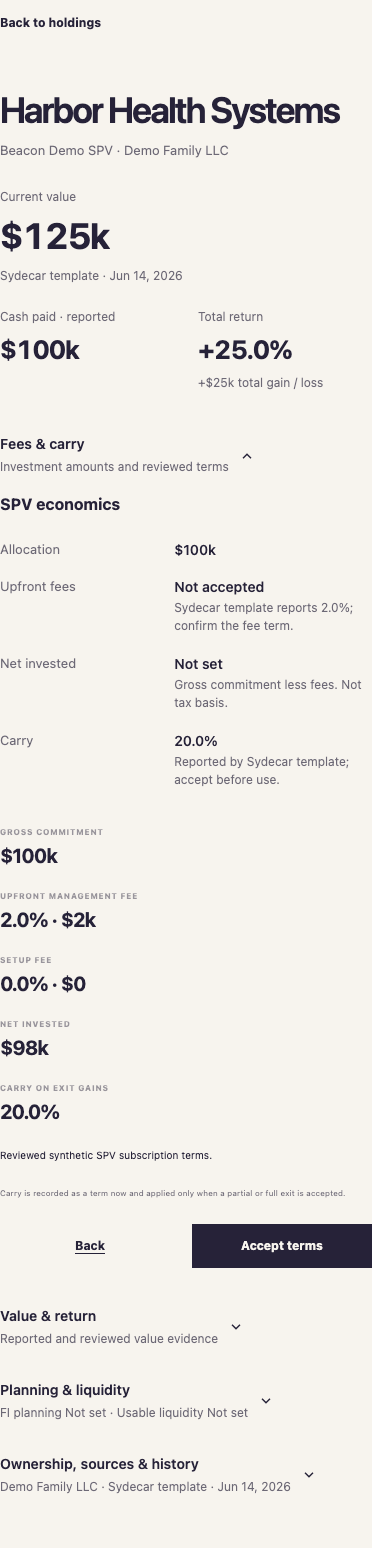 Back to holdings
Harbor Health Systems
Beacon Demo SPV · Demo Family LLC
Current value
$125k
Sydecar template · Jun 14, 2026
Cash paid · reported
Total return
$100k
+25.0%
+$25k total gain / loss
Fees & carry
Investment amounts and reviewed terms
SPV economics
Allocation
$100k
Upfront fees
Not accepted
Sydecar template reports 2.0%;
confirm the fee term.
Net invested
Not set
Gross commitment less fees. Not
tax basis.
Carry
20.0%
Reported by Sydecar template;
accept before use.
GROSS COMMITMENT
$100k
UPFRONT MANAGEMENT FEE
2.0% · $2k
SETUP FEE
0.0% · $0
NET INVESTED
$98k
CARRY ON EXIT GAINS
20.0%
Reviewed synthetic SPV subscription terms.
Carry is recorded as a term now and applied only when a partial or full exit is accepted.
Back
Accept terms
Value & return
Reported and reviewed value evidence
Planning & liquidity
FI planning Not set · Usable liquidity Not set
Ownership, sources & history
Demo Family LLC · Sydecar template · Jun 14, 2026